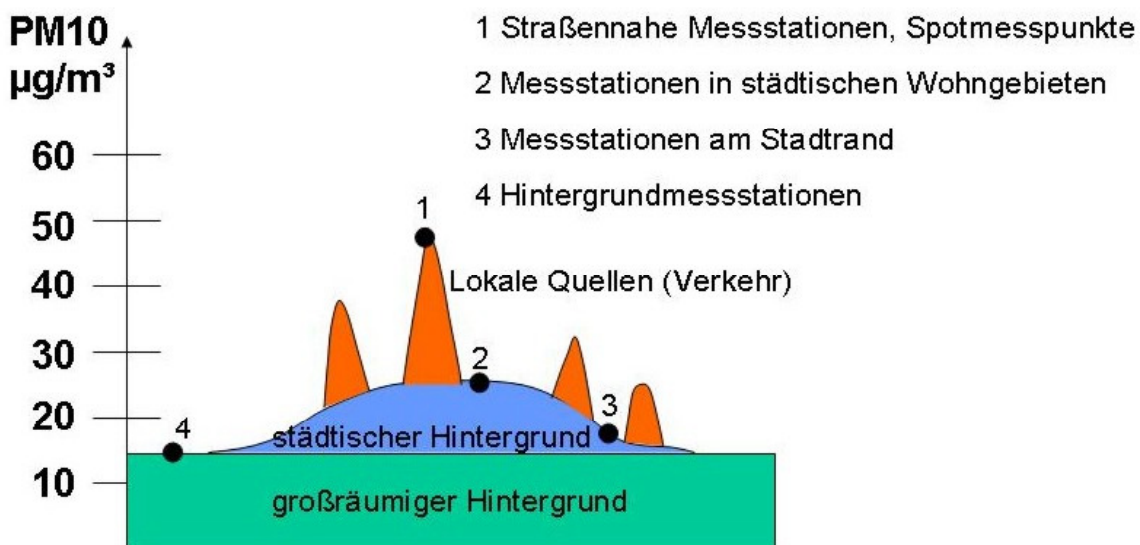 PM10
µg/m³
1 Straßennahe Messstationen, Spotmesspunkte
2 Messstationen in städtischen Wohngebieten
3 Messstationen am Stadtrand
4 Hintergrundmessstationen
60
50
40
30
20
10
1
Lokale Quellen (Verkehr)
2
3
4
städtischer Hintergrund
großräumiger Hintergrund